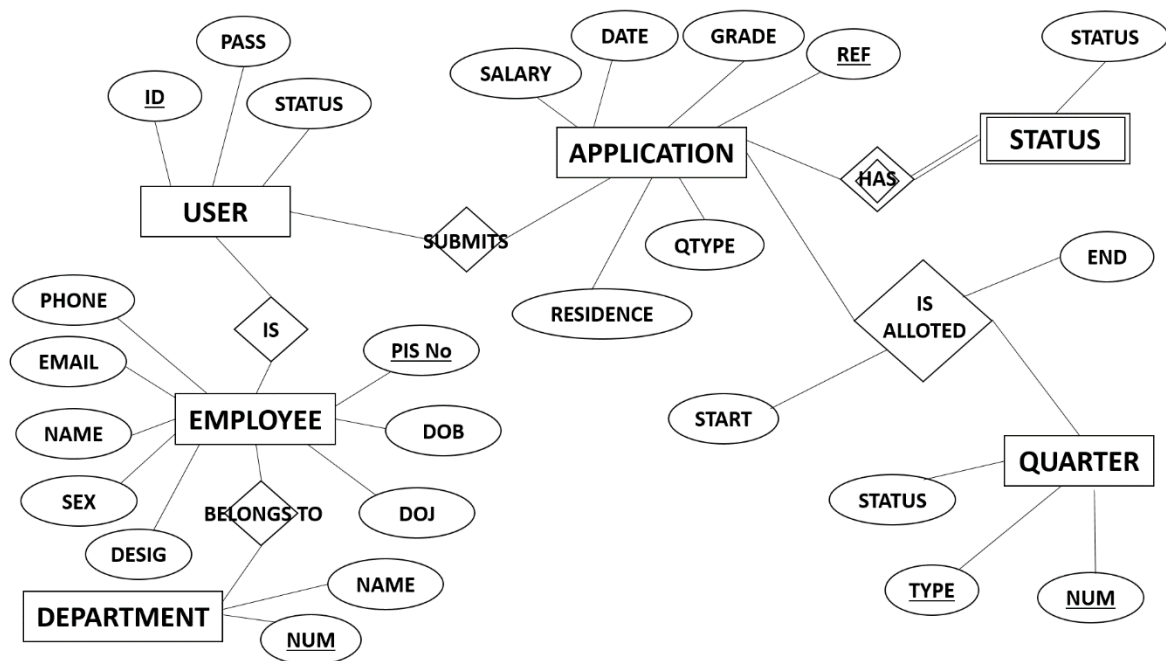 PASS
DATE
GRADE
STATUS
REF
SALARY
ID
STATUS
APPLICATION
STATUS
HAS
USER
SUBMITS
QTYPE
END
PHONE
RESIDENCE
IS
ALLOTED
IS
PIS No
EMAIL
EMPLOYEE
START
NAME
DOB
QUARTER
SEX
STATUS
BELONGS TO
DOJ
DESIG
NAME
TYPE
NUM
DEPARTMENT
NUM